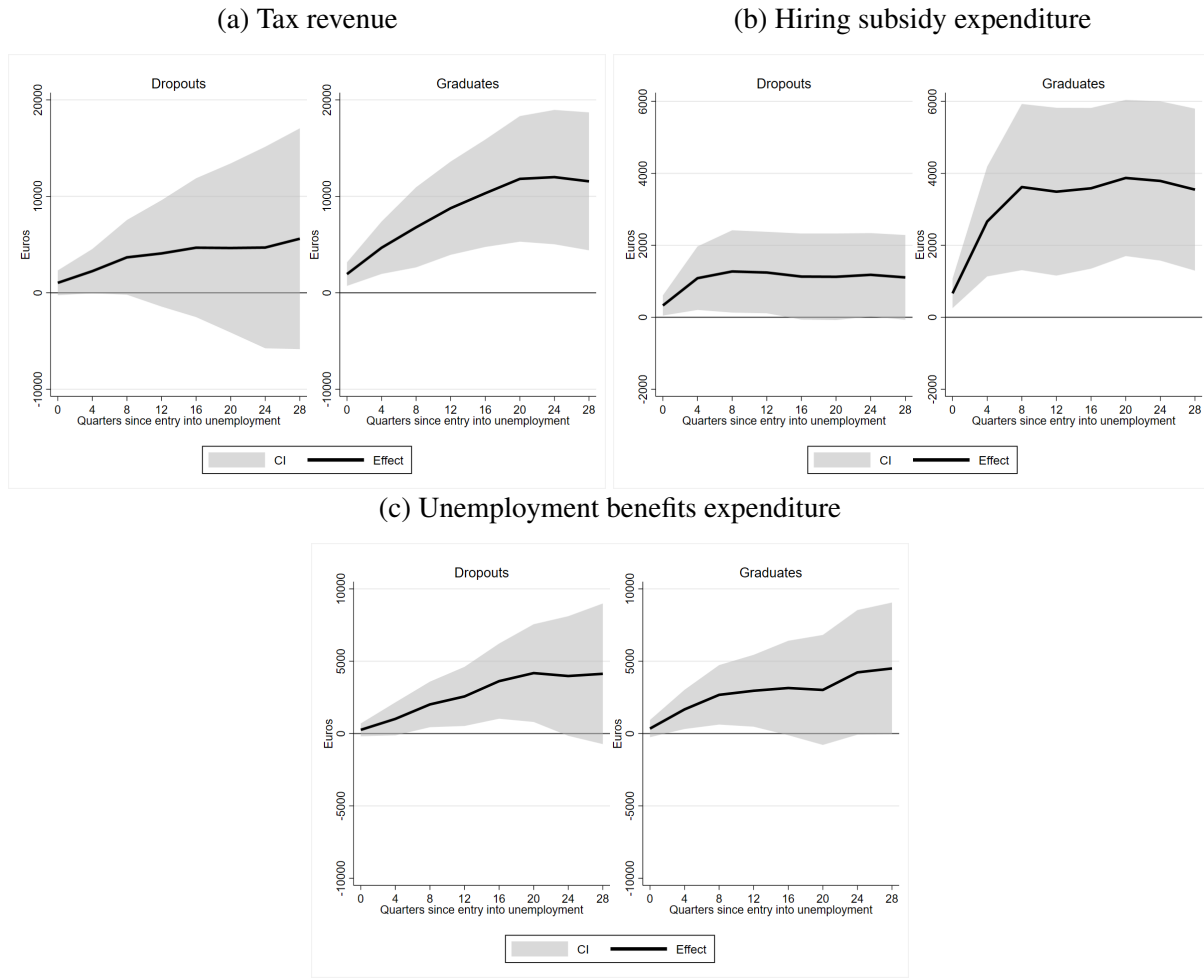 (a) Tax revenue
Dropouts
Graduates
Euros
-10000
0
10000
20000
0 4 8 12 16 20 24 28
Quarters since entry into unemployment
Euros
-10000
0
10000
20000
0 4 8 12 16 20 24 28
Quarters since entry into unemployment
CI
Effect
(b) Hiring subsidy expenditure
Dropouts
Graduates
Euros
-2000
0
2000
4000
6000
0 4 8 12 16 20 24 28
Quarters since entry into unemployment
Euros
-2000
0
2000
4000
6000
0 4 8 12 16 20 24 28
Quarters since entry into unemployment
CI
Effect
(c) Unemployment benefits expenditure
Dropouts
Graduates
Euros
-10000
-5000
0
5000
10000
0 4 8 12 16 20 24 28
Quarters since entry into unemployment
Euros
-10000
-5000
0
5000
10000
0 4 8 12 16 20 24 28
Quarters since entry into unemployment
CI
Effect